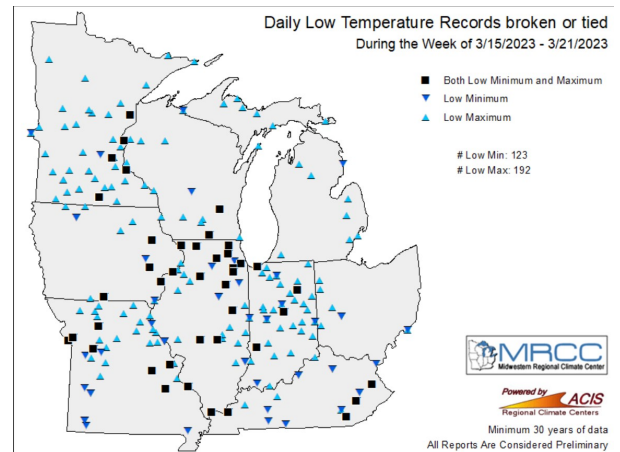 Daily Low Temperature Records broken or tied
During the Week of 3/15/2023 - 3/21/2023
Both Low Minimum and Maximum
Low Minimum
Low Maximum
# Low Min: 123
# Low Max: 192
MRCC
Midwestern Regional Climate Center
Powered by
ACIS
Regional Climate Centers
Minimum 30 years of data
All Reports Are Considered Preliminary